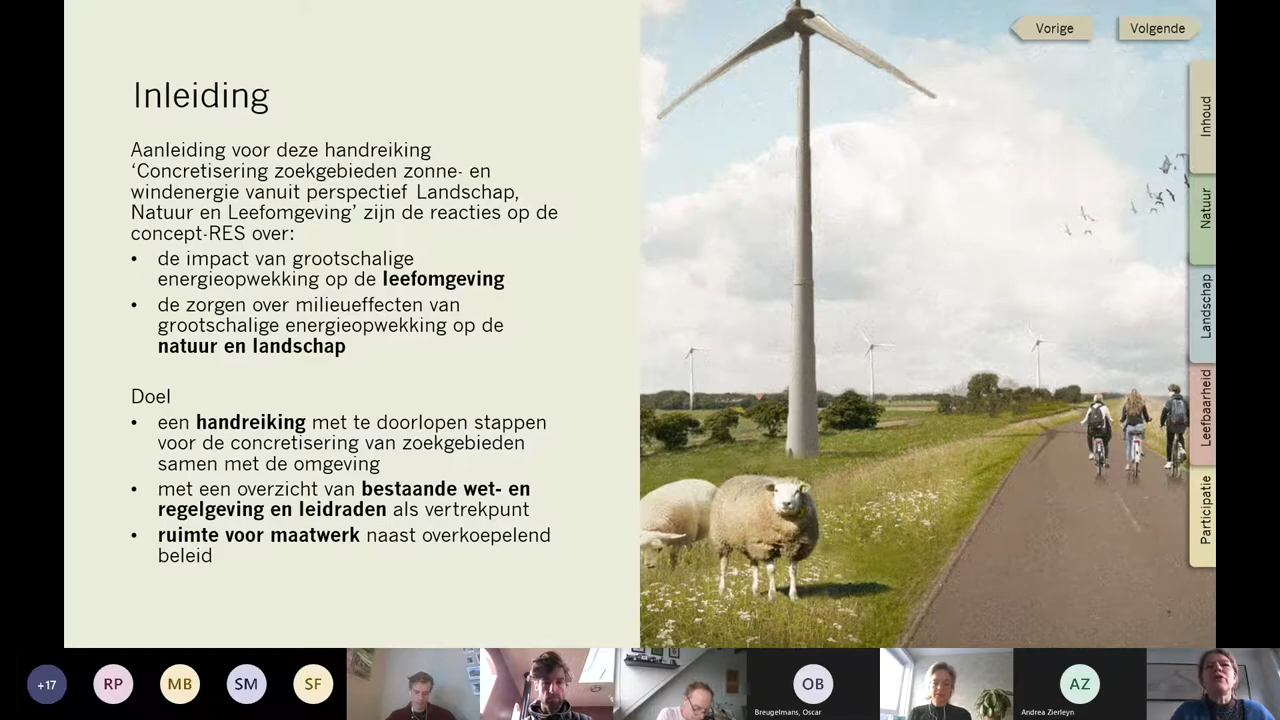 Vorige
Volgende
Inleiding
Aanleiding voor deze handreiking
‘Concretisering zoekgebieden zonne- en
windenergie vanuit perspectief Landschap,
Natuur en Leefomgeving’ zijn de reacties op de
concept-RES over:
• de impact van grootschalige
energieopwekking op de leefomgeving
• de zorgen over milieueffecten van
grootschalige energieopwekking op de
natuur en landschap
Doel
• een handreiking met te doorlopen stappen
voor de concretisering van zoekgebieden
samen met de omgeving
• met een overzicht van bestaande wet- en
regelgeving en leidraden als vertrekpunt
• ruimte voor maatwerk naast overkoepelend
beleid
Inhoud
Natuur
Landschap
Leefbaarheid
Participatie
+17
RP
MB
SM
SF
OB
Breugelmans, Oscar
AZ
Andrea Zierleyn